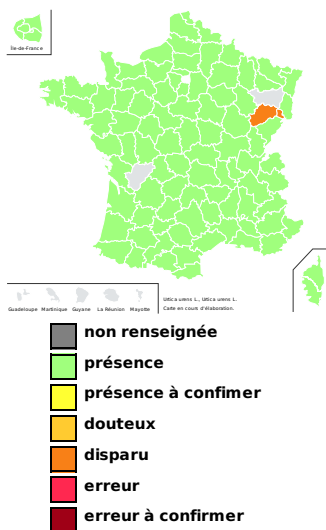 Île-de-France
Guadeloupe Martinique Guyane La Réunion Mayotte
Urtica urens L., Urtica urens L.
Carte en cours d'élaboration.
non renseignée
présence
présence à confimer
douteux
disparu
erreur
erreur à confirmer